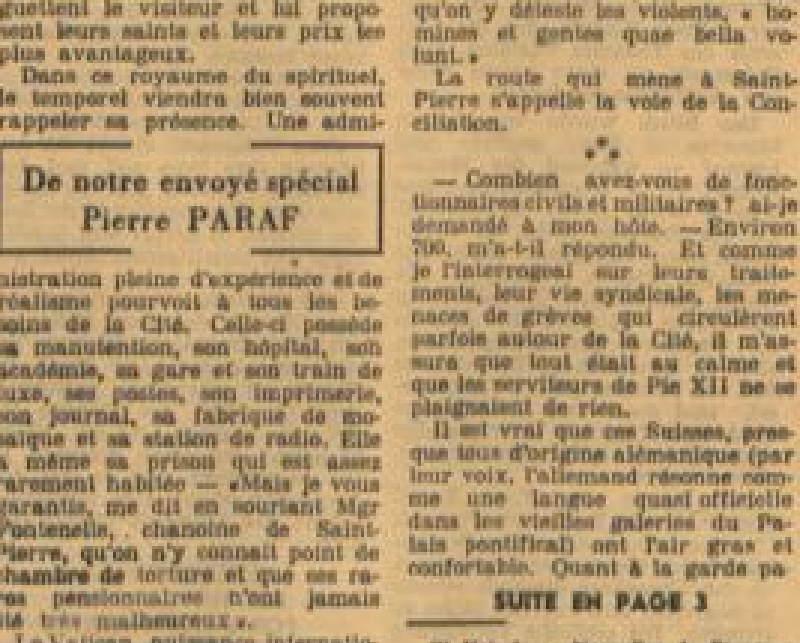 guettent le visiteur et lui propo-
sent leurs saints et leurs prix les
plus avantageux.
Dans ce royaume du spirituel,
le temporel viendra bien souvent
rappeler sa présence. Une admi-
De notre envoyé spécial
Pierre PARAF
nistration pleine d'expérience et de
réalisme pourvoit à tous les be-
soins de la Cité. Celle-ci possède
sa manutention, son hôpital, son
académie, sa gare et son train de
luxe, ses postes, son imprimerie,
son journal, sa fabrique de mo-
saïque et sa station de radio. Elle
a même sa prison qui est assez
rarement habitée — «Mais je vous
garantis, me dit en souriant Mgr
Fontenelle, chanoine de Saint-
Pierre, qu'on n'y connait point de
chambre de torture et que ses ra-
res pensionnaires n'ont jamais
été très malheureux».
Le Vatican, puissance internatio-
qu'on y déteste les violents, « ho-
mines et gentes quae bella vo-
lunt. »
La route qui mène à Saint-
Pierre s'appelle la voie de la Con-
ciliation.
— Combien avez-vous de fonc-
tionnaires civils et militaires ? ai-je
demandé à mon hôte. — Environ
700, m'a-t-il répondu. Et comme
je l'interrogeai sur leurs traite-
ments, leur vie syndicale, les me-
naces de grèves qui circulèrent
parfois autour de la Cité, il m'as-
sura que tout était au calme et
que les serviteurs de Pie XII ne se
plaignaient de rien.
Il est vrai que ces Suisses, pres-
que tous d'origine alémanique (par
leur voix, l'allemand résonne com-
me une langue quasi officielle
dans les vieilles galeries du Pa-
lais pontifical) ont l'air gras et
confortable. Quant à la garde pa-
SUITE EN PAGE 3